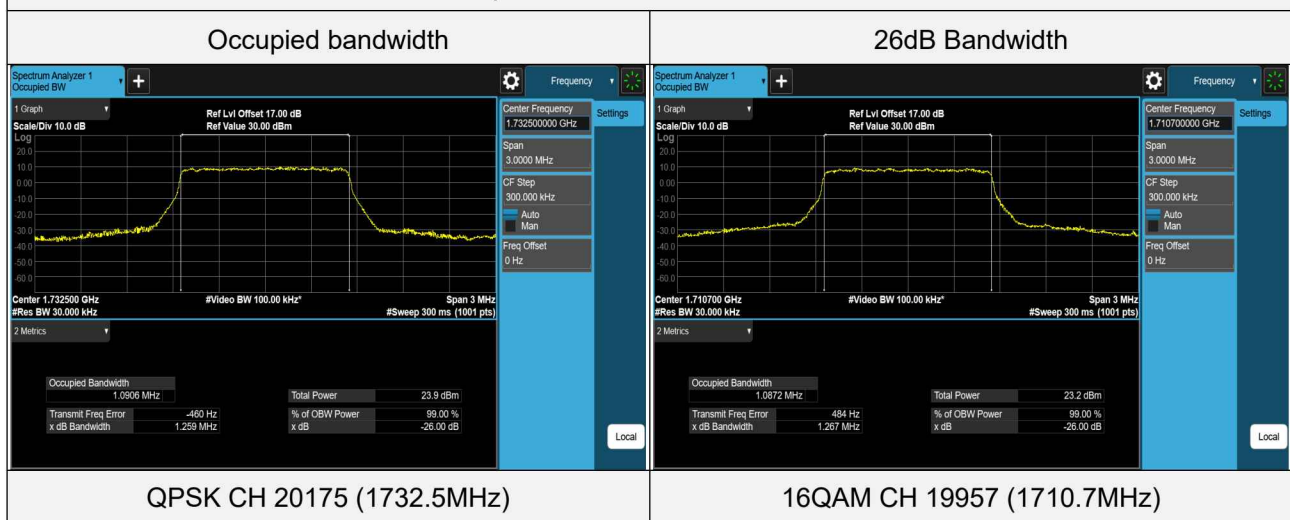 Occupied bandwidth
26dB Bandwidth
Spectrum Analyzer 1
Occupied BW
+
Frequency
1 Graph
Scale/Div 10.0 dB
Ref Lvl Offset 17.00 dB
Ref Value 30.00 dBm
Log
20.0
10.0
0.00
-10.0
-20.0
-30.0
-40.0
-50.0
-60.0
Center 1.732500 GHz
#Res BW 30.000 kHz
#Video BW 100.00 kHz*
Span 3 MHz
#Sweep 300 ms (1001 pts)
Center Frequency
1.732500000 GHz
Span
3.0000 MHz
CF Step
300.000 kHz
Auto
Man
Freq Offset
0 Hz
Settings
Local
2 Metrics
Occupied Bandwidth
1.0906 MHz
Transmit Freq Error -460 Hz
x dB Bandwidth 1.259 MHz
Total Power 23.9 dBm
% of OBW Power 99.00 %
x dB -26.00 dB
Spectrum Analyzer 1
Occupied BW
+
Frequency
1 Graph
Scale/Div 10.0 dB
Ref Lvl Offset 17.00 dB
Ref Value 30.00 dBm
Log
20.0
10.0
0.00
-10.0
-20.0
-30.0
-40.0
-50.0
-60.0
Center 1.710700 GHz
#Res BW 30.000 kHz
#Video BW 100.00 kHz*
Span 3 MHz
#Sweep 300 ms (1001 pts)
Center Frequency
1.710700000 GHz
Span
3.0000 MHz
CF Step
300.000 kHz
Auto
Man
Freq Offset
0 Hz
Settings
Local
2 Metrics
Occupied Bandwidth
1.0872 MHz
Transmit Freq Error 484 Hz
x dB Bandwidth 1.267 MHz
Total Power 23.2 dBm
% of OBW Power 99.00 %
x dB -26.00 dB
QPSK CH 20175 (1732.5MHz)
16QAM CH 19957 (1710.7MHz)